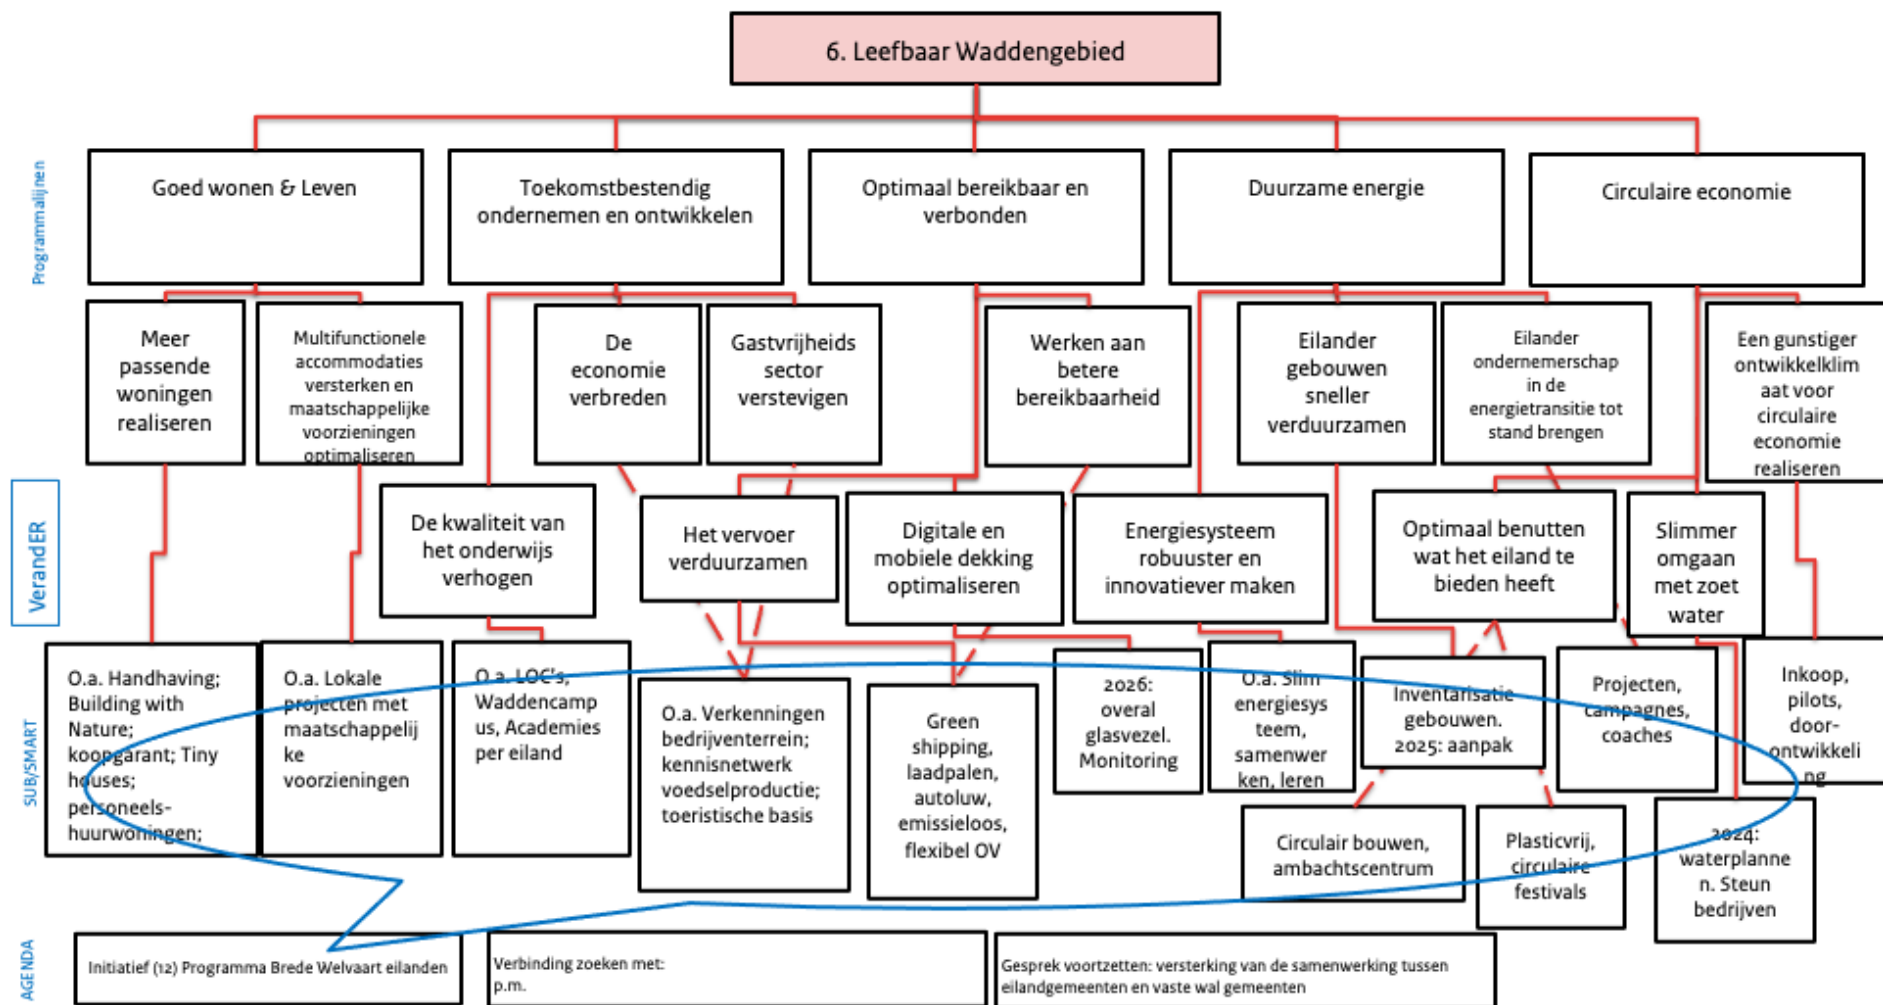 6. Leefbaar Waddengebied
Programmalijnen
Goed wonen & Leven
Toekomstbestendig
ondernemen en ontwikkelen
Optimaal bereikbaar en
verbonden
Duurzame energie
Circulaire economie
Meer
passende
woningen
realiseren
Multifunctionele
accommodaties
versterken en
maatschappelijke
voorzieningen
optimaliseren
De
economie
verbreden
Gastvrijheids
sector
verstevigen
Werken aan
betere
bereikbaarheid
Eilander
gebouwen
sneller
verduurzamen
Eilander
ondernemerschap
in de
energietransitie tot
stand brengen
Een gunstiger
ontwikkelklim
aat voor
circulaire
economie
realiseren
VerandER
De kwaliteit van
het onderwijs
verhogen
Het vervoer
verduurzamen
Digitale en
mobiele dekking
optimaliseren
Energiesysteem
robuuster en
innovatiever maken
Optimaal benutten
wat het eiland te
bieden heeft
Slimmer
omgaan
met zoet
water
SUB/SMART
O.a. Handhaving;
Building with
Nature;
koopgarant; Tiny
houses;
personeels-
huurwoningen;
O.a. Lokale
projecten met
maatschappelij
ke
voorzieningen
O.a. LOC's,
Waddencamp
us, Academies
per eiland
O.a. Verkenningen
bedrijventerrein;
kennisnetwerk
voedselproductie;
toeristische basis
Green
shipping,
laadpalen,
autoluw,
emissieloos,
flexibel OV
2026:
overal
glasvezel.
Monitoring
O.a. Slim
energiesys
teem,
samenwer
ken, leren
Inventarisatie
gebouwen.
2025: aanpak
Projecten,
campagnes,
coaches
Inkoop,
pilots,
door-
ontwikkeli
ng
Circulair bouwen,
ambachtscentrum
Plasticvrij,
circulaire
festivals
2024:
waterplanne
n. Steun
bedrijven
AGENDA
Initiatief (12) Programma Brede Welvaart eilanden
Verbinding zoeken met:
p.m.
Gesprek voortzetten: versterking van de samenwerking tussen
eilandgemeenten en vaste wal gemeenten